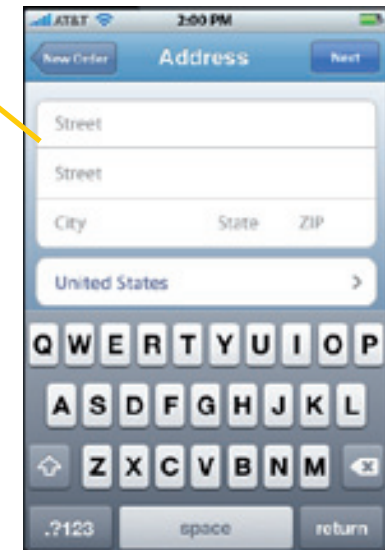 AT&T 2:00 PM
New Order Address Next
Street
Street
City State ZIP
United States
Q W E R T Y U I O P
A S D F G H J K L
Z X C V B N M
.?123 space return